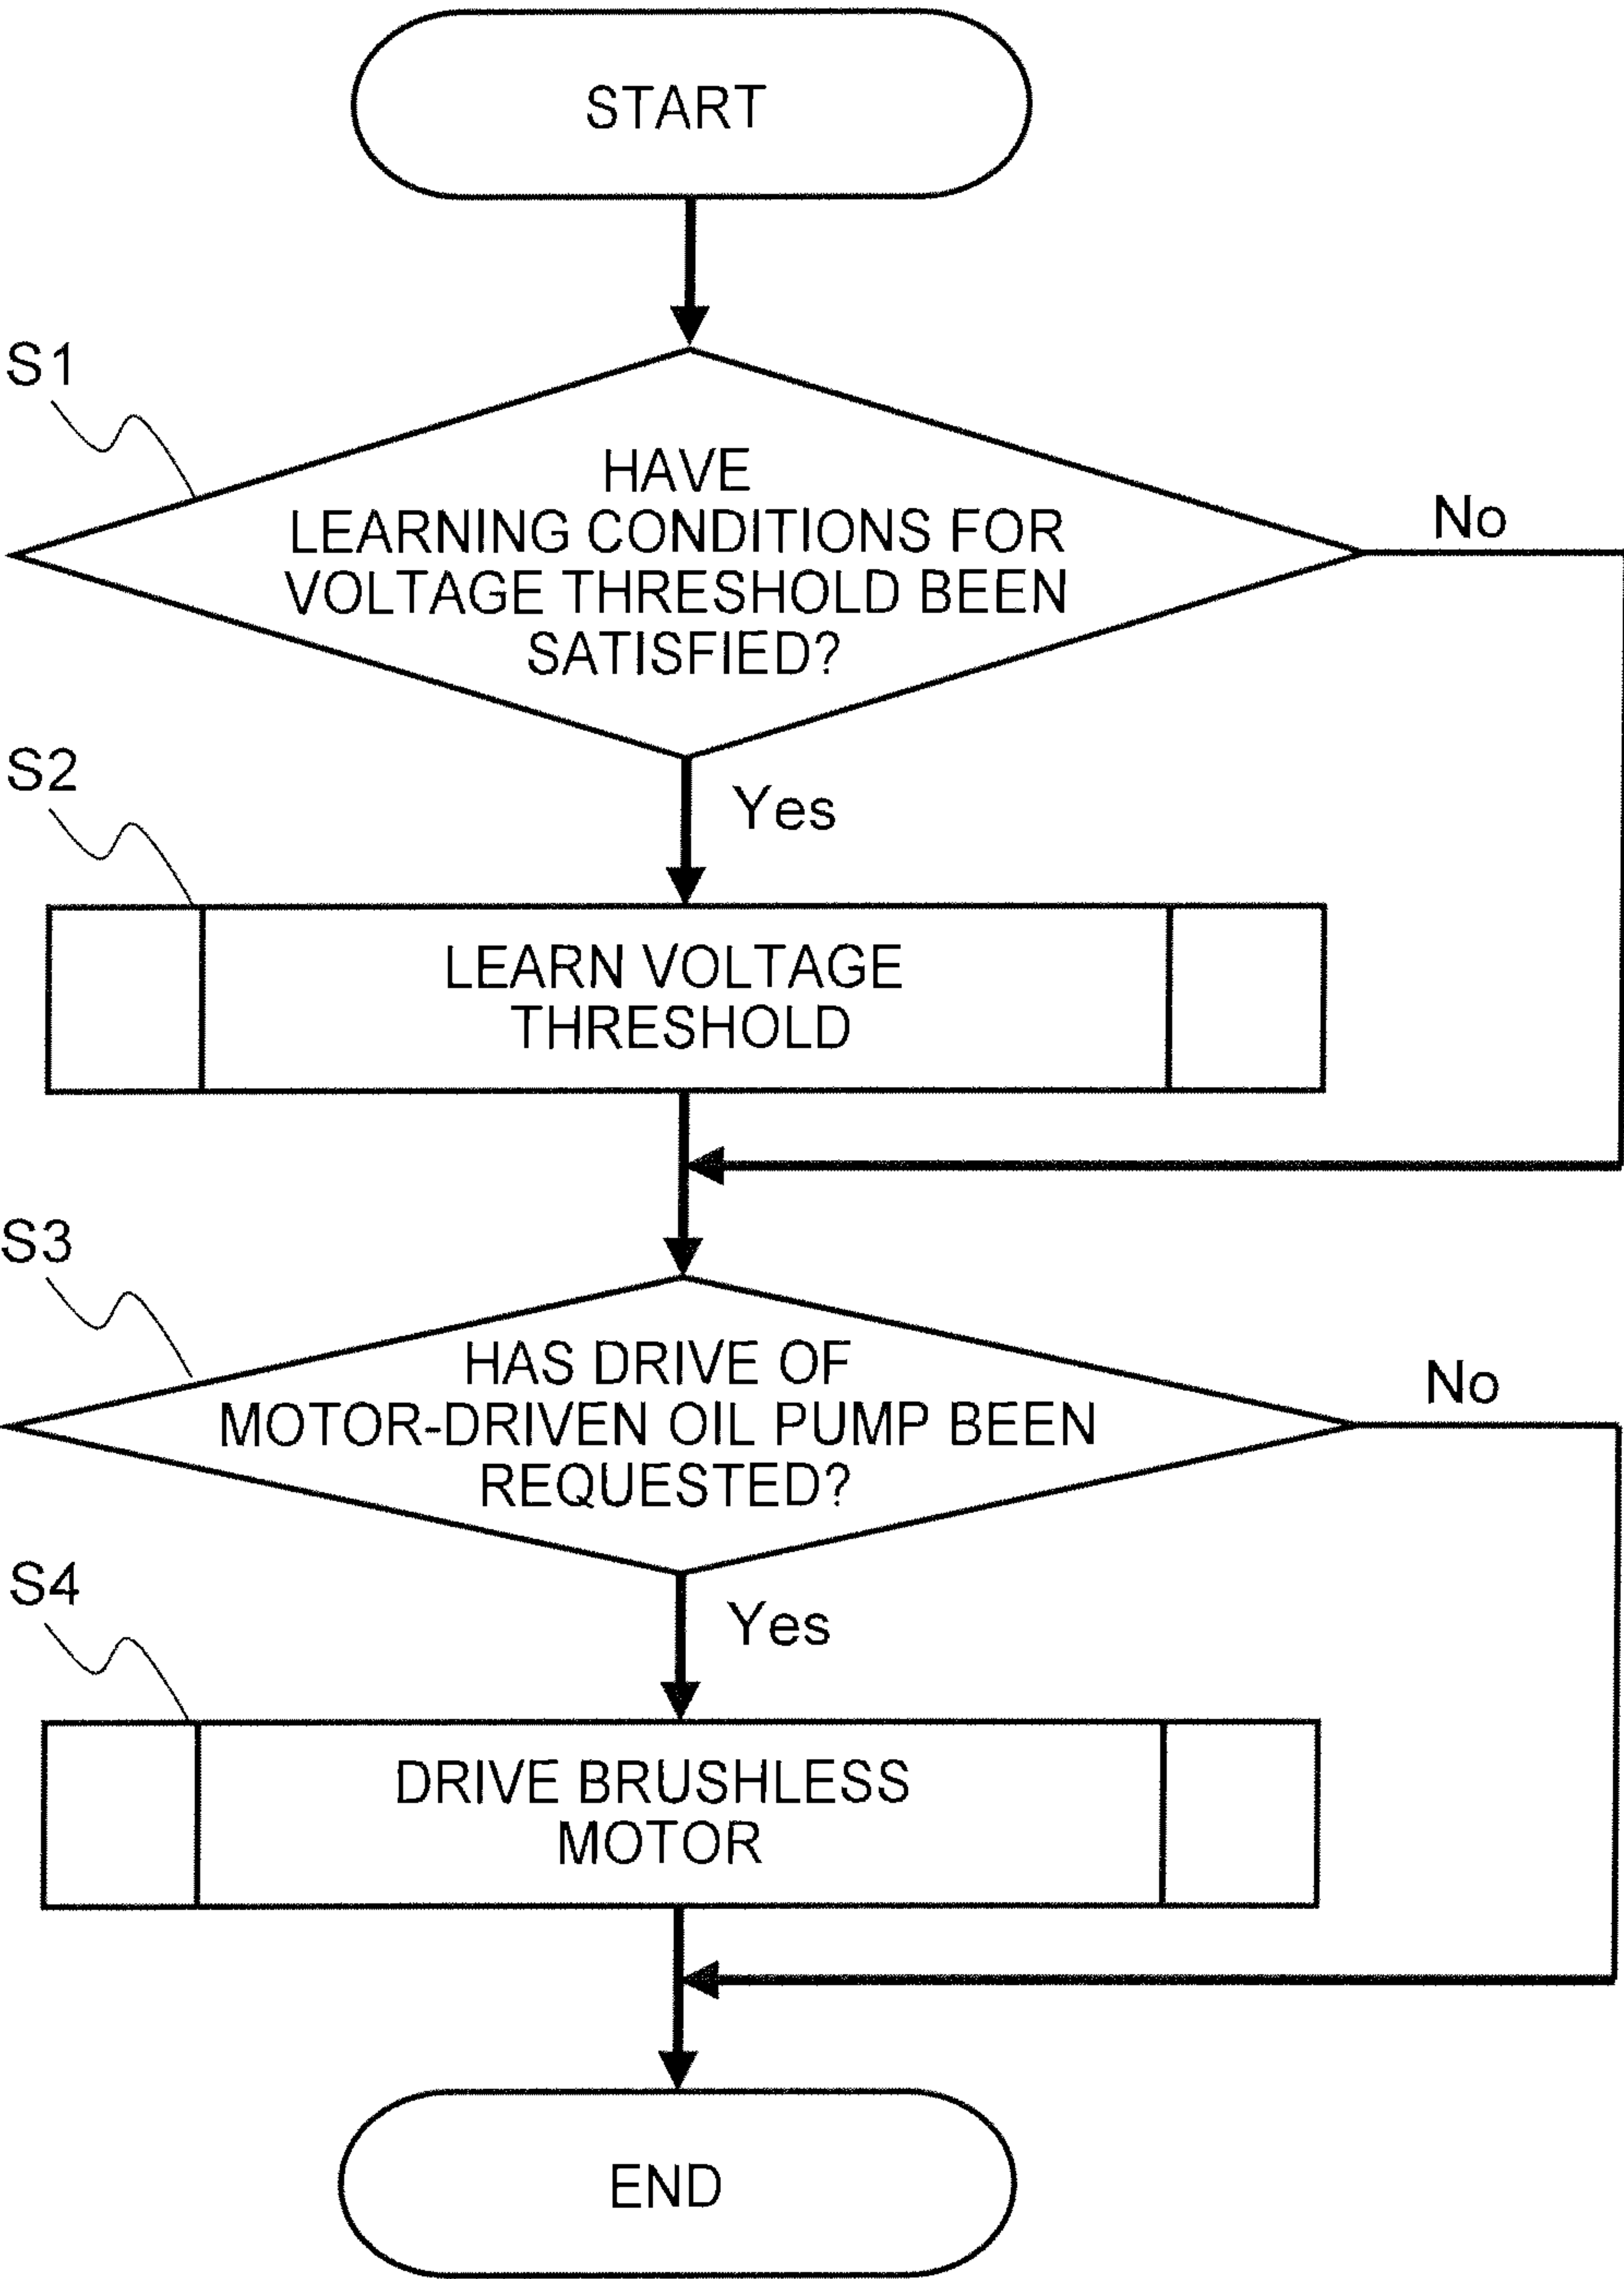 START
S1
HAVE
LEARNING CONDITIONS FOR
VOLTAGE THRESHOLD BEEN
SATISFIED?
No
Yes
S2
LEARN VOLTAGE
THRESHOLD
S3
HAS DRIVE OF
MOTOR-DRIVEN OIL PUMP BEEN
REQUESTED?
No
Yes
S4
DRIVE BRUSHLESS
MOTOR
END